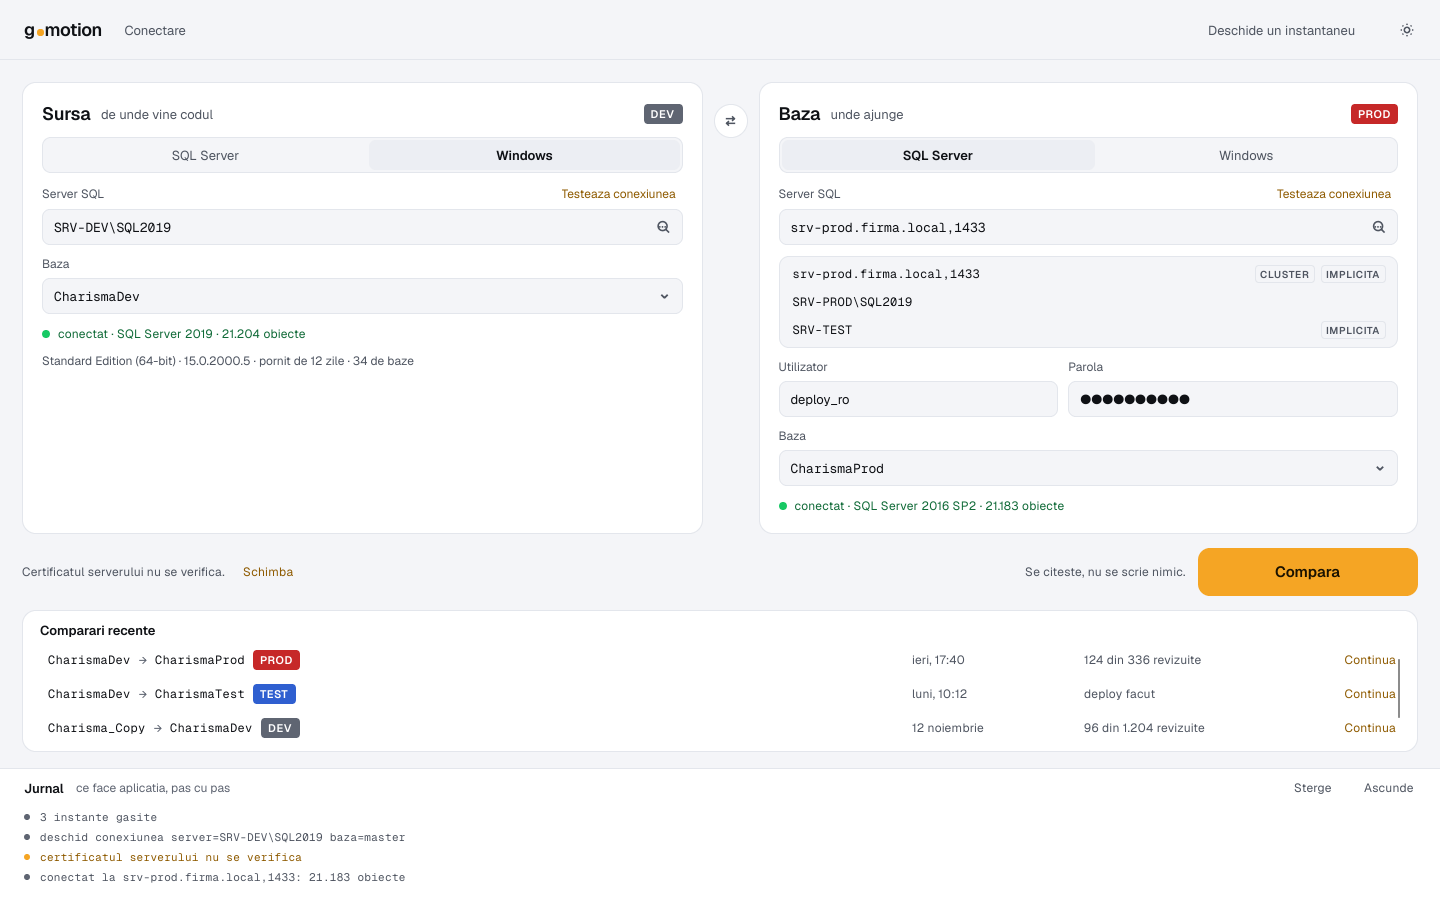 g motion Conectare Deschide un instantaneu
Sursa de unde vine codul DEV
SQL Server Windows
Server SQL Testeaza conexiunea
SRV-DEV\SQL2019
Baza
CharismaDev
conectat · SQL Server 2019 · 21.204 obiecte
Standard Edition (64-bit) · 15.0.2000.5 · pornit de 12 zile · 34 de baze
Baza unde ajunge PROD
SQL Server Windows
Server SQL Testeaza conexiunea
srv-prod.firma.local,1433
srv-prod.firma.local,1433 CLUSTER IMPLICITA
SRV-PROD\SQL2019
SRV-TEST IMPLICITA
Utilizator Parola
deploy_ro ●●●●●●●●●●
Baza
CharismaProd
conectat · SQL Server 2016 SP2 · 21.183 obiecte
Certificatul serverului nu se verifica. Schimba Se citeste, nu se scrie nimic. Compara
Comparari recente
CharismaDev → CharismaProd PROD ieri, 17:40 124 din 336 revizuite Continua
CharismaDev → CharismaTest TEST luni, 10:12 deploy facut Continua
Charisma_Copy → CharismaDev DEV 12 noiembrie 96 din 1.204 revizuite Continua
Jurnal ce face aplicatia, pas cu pas Sterge Ascunde
3 instante gasite
deschid conexiunea server=SRV-DEV\SQL2019 baza=master
certificatul serverului nu se verifica
conectat la srv-prod.firma.local,1433: 21.183 obiecte